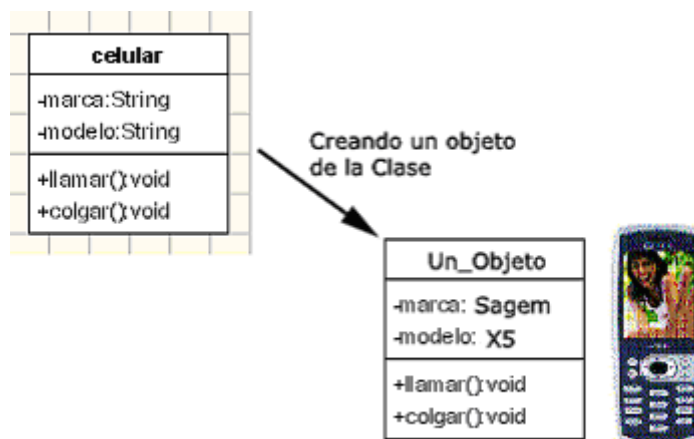 celular
-marca:String
-modelo:String
+llamar():void
+colgar():void
Creando un objeto
de la Clase
Un_Objeto
-marca: Sagem
-modelo: X5
+llamar():void
+colgar():void